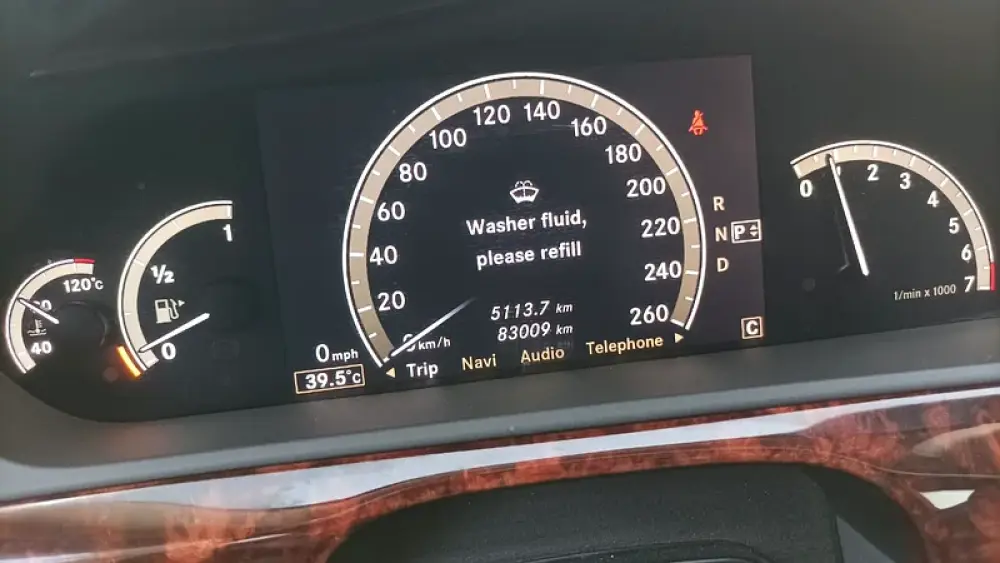 120°c
40
1
½
0
20
40
60
80
100
120
140
160
180
200
220
240
260
Washer fluid,
please refill
5113.7 km
83009 km
km/h
0 mph
39.5°c
◂ Trip Navi Audio Telephone ▸
R
N P
D
C
0
2
3
4
5
6
7
1/min x 1000